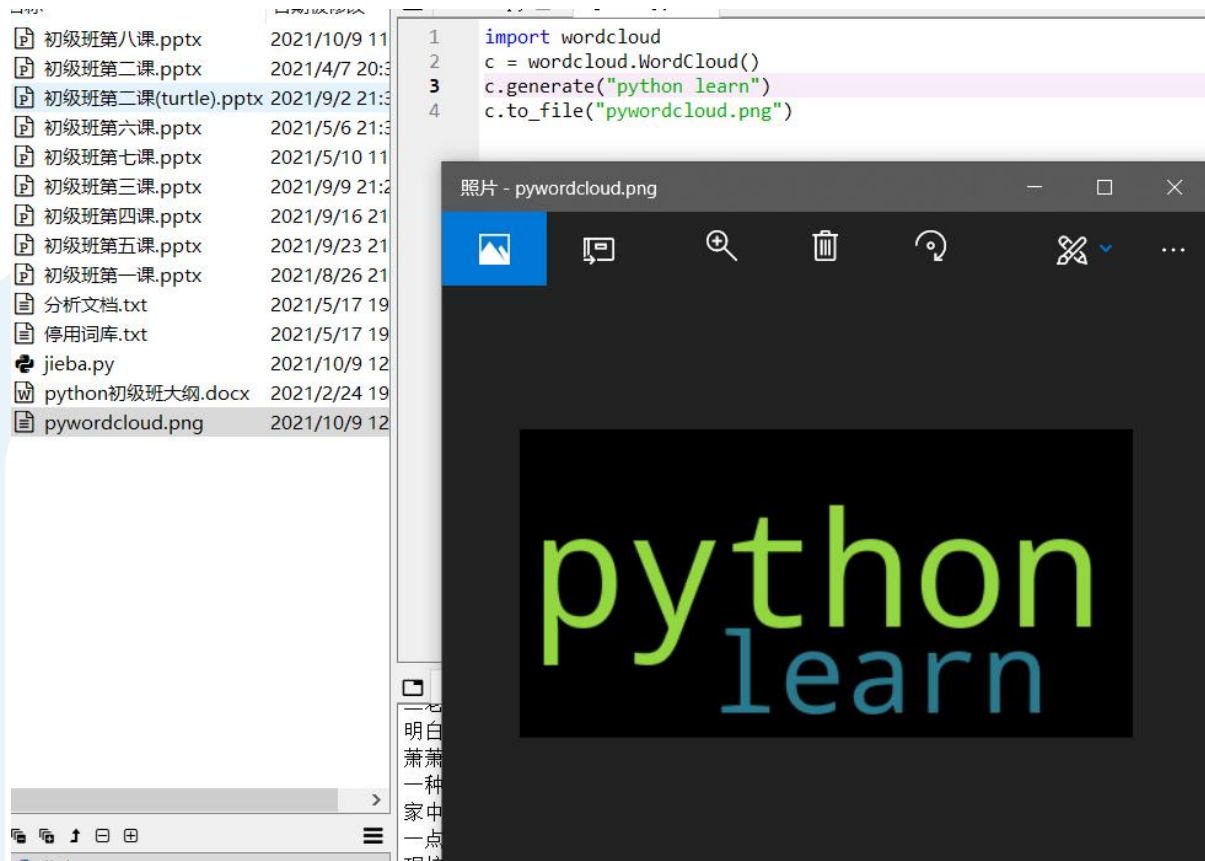 初级班第八课.pptx 2021/10/9 11
初级班第二课.pptx 2021/4/7 20:3
初级班第二课(turtle).pptx 2021/9/2 21:3
初级班第六课.pptx 2021/5/6 21:3
初级班第七课.pptx 2021/5/10 11
初级班第三课.pptx 2021/9/9 21:2
初级班第四课.pptx 2021/9/16 21
初级班第五课.pptx 2021/9/23 21
初级班第一课.pptx 2021/8/26 21
分析文档.txt 2021/5/17 19
停用词库.txt 2021/5/17 19
jieba.py 2021/10/9 12
python初级班大纲.docx 2021/2/24 19
pywordcloud.png 2021/10/9 12
1 import wordcloud
2 c = wordcloud.WordCloud()
3 c.generate("python learn")
4 c.to_file("pywordcloud.png")
照片 - pywordcloud.png
python
learn
明白
萧萧
一种
家中
一点